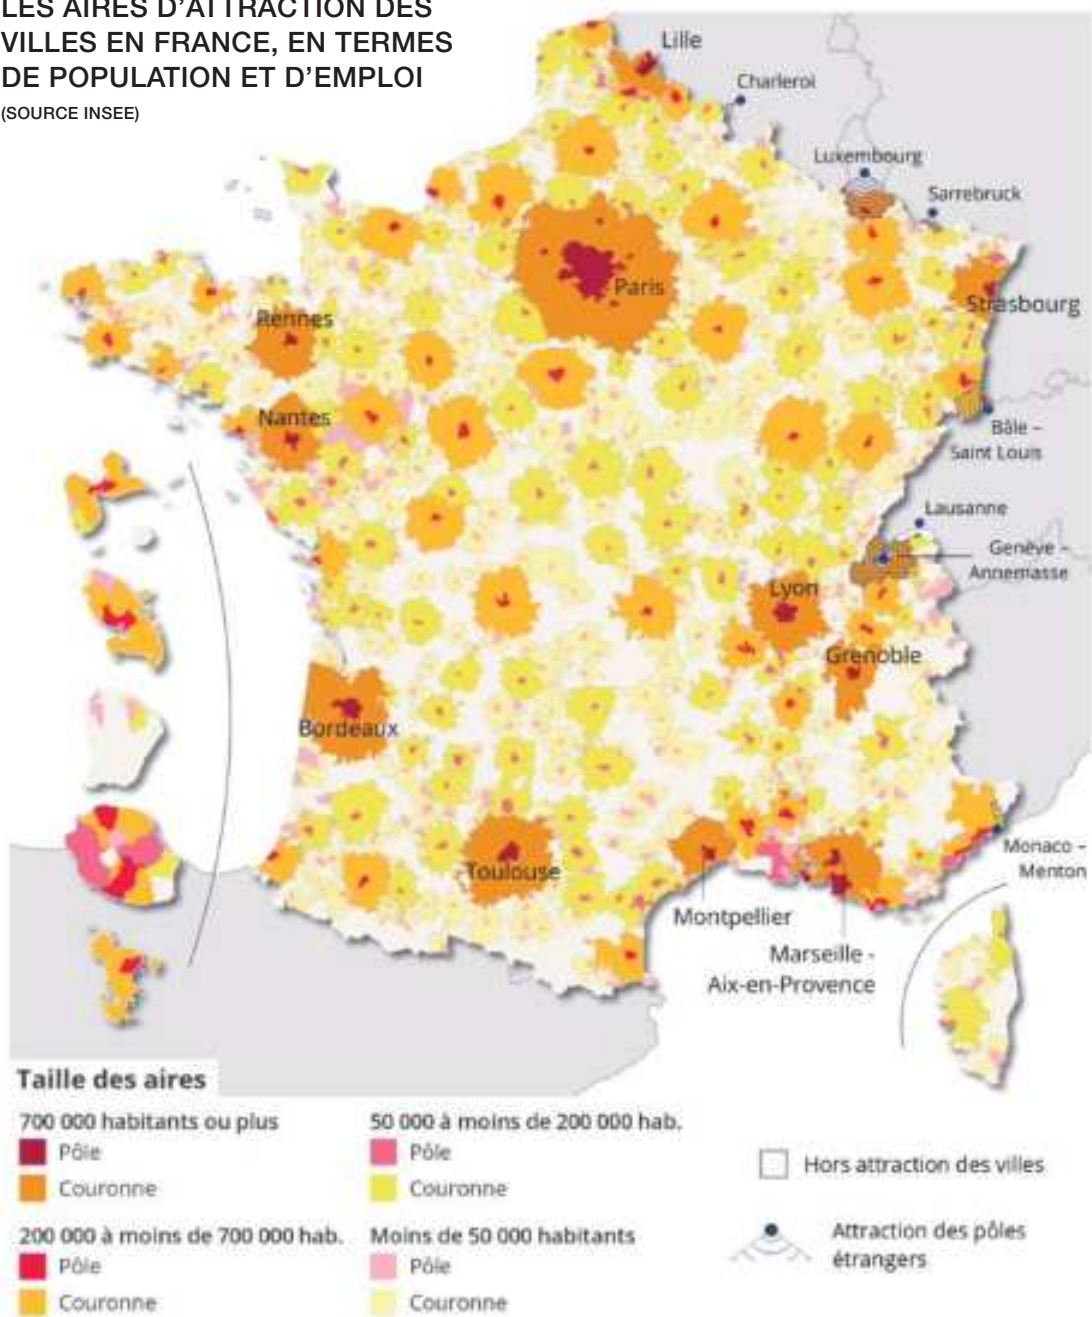 LES AIRES D'ATTRACTION DES
VILLES EN FRANCE, EN TERMES
DE POPULATION ET D'EMPLOI
(SOURCE INSEE)
Lille
Charleroi
Luxembourg
Sarrebruck
Paris
Strasbourg
Rennes
Nantes
Bâle –
Saint Louis
Lausanne
Genève –
Annemasse
Lyon
Grenoble
Bordeaux
Toulouse
Monaco –
Menton
Montpellier
Marseille -
Aix-en-Provence
Taille des aires
700 000 habitants ou plus
Pôle
Couronne
200 000 à moins de 700 000 hab.
Pôle
Couronne
50 000 à moins de 200 000 hab.
Pôle
Couronne
Moins de 50 000 habitants
Pôle
Couronne
Hors attraction des villes
Attraction des pôles
étrangers